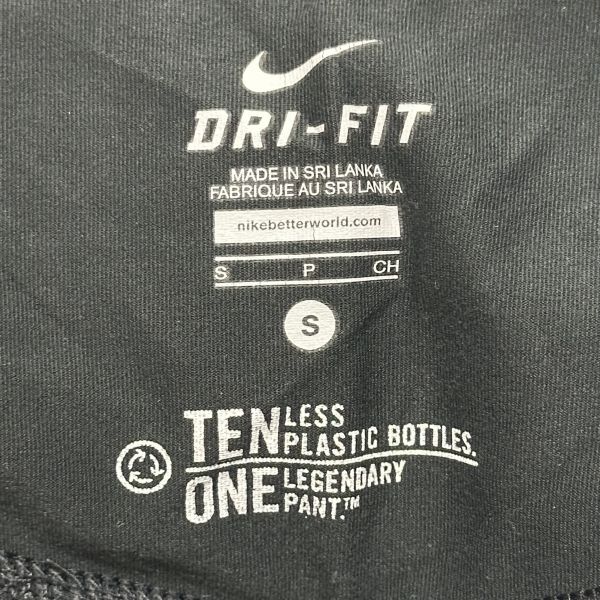 DRI-FIT
MADE IN SRI LANKA
FABRIQUE AU SRI LANKA
nikebetterworld.com
S P CH
S
TEN LESS PLASTIC BOTTLES.
ONE LEGENDARY PANT.™